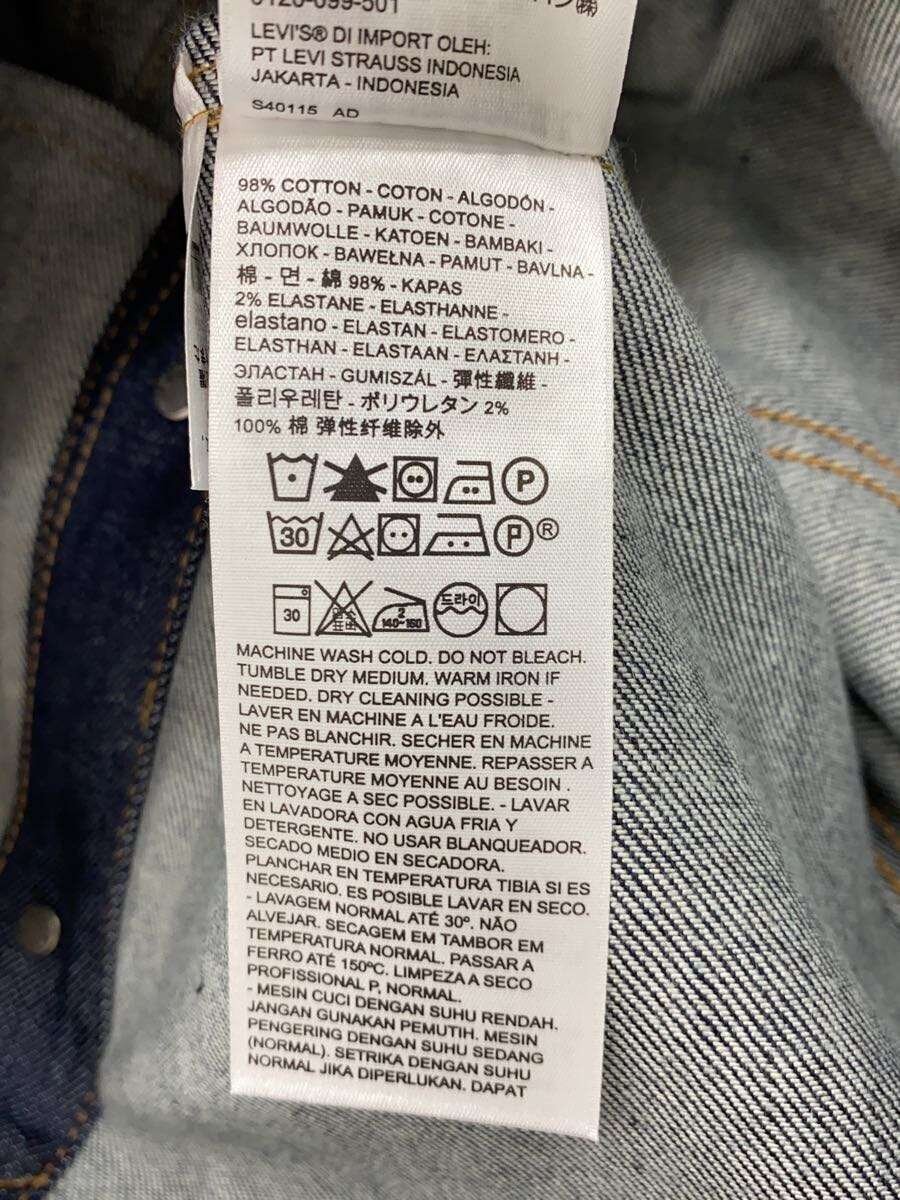 0120-099-501
LEVI'S® DI IMPORT OLEH:
PT LEVI STRAUSS INDONESIA
JAKARTA - INDONESIA
S40115 AD
98% COTTON - COTON - ALGODÓN -
ALGODÃO - PAMUK - COTONE -
BAUMWOLLE - KATOEN - BAMBAKI -
ХЛОПОК - BAWEŁNA - PAMUT - BAVLNA -
棉 - 면 - 綿 98% - KAPAS
2% ELASTANE - ELASTHANNE -
elastano - ELASTAN - ELASTOMERO -
ELASTHAN - ELASTAAN - ΕΛΑΣΤΑΝΗ -
ЭЛАСТАН - GUMISZÁL - 彈性纖維 -
폴리우레탄 - ポリウレタン 2%
100% 棉 弹性纤维除外
P
30 P ®
30 2 140~160 드라이
MACHINE WASH COLD. DO NOT BLEACH.
TUMBLE DRY MEDIUM. WARM IRON IF
NEEDED. DRY CLEANING POSSIBLE -
LAVER EN MACHINE A L'EAU FROIDE.
NE PAS BLANCHIR. SECHER EN MACHINE
A TEMPERATURE MOYENNE. REPASSER A
TEMPERATURE MOYENNE AU BESOIN .
NETTOYAGE A SEC POSSIBLE. - LAVAR
EN LAVADORA CON AGUA FRIA Y
DETERGENTE. NO USAR BLANQUEADOR.
SECADO MEDIO EN SECADORA.
PLANCHAR EN TEMPERATURA TIBIA SI ES
NECESARIO. ES POSIBLE LAVAR EN SECO.
- LAVAGEM NORMAL ATÉ 30º. NÃO
ALVEJAR. SECAGEM EM TAMBOR EM
TEMPERATURA NORMAL. PASSAR A
FERRO ATÉ 150ºC. LIMPEZA A SECO
PROFISSIONAL P, NORMAL.
- MESIN CUCI DENGAN SUHU RENDAH.
JANGAN GUNAKAN PEMUTIH. MESIN
PENGERING DENGAN SUHU SEDANG
(NORMAL). SETRIKA DENGAN SUHU
NORMAL JIKA DIPERLUKAN. DAPAT